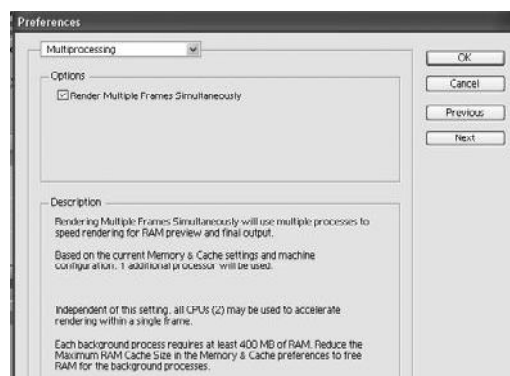 Preferences
Multiprocessing
OK
Cancel
Previous
Next
Options
Render Multiple Frames Simultaneously
Description
Rendering Multiple Frames Simultaneously will use multiple processes to
speed rendering for RAM preview and final output.
Based on the current Memory & Cache settings and machine
configuration, 1 additional processor will be used.
Independent of this setting, all CPUs (2) may be used to accelerate
rendering within a single frame.
Each background process requires at least 400 MB of RAM. Reduce the
Maximum RAM Cache Size in the Memory & Cache preferences to free
RAM for the background processes.